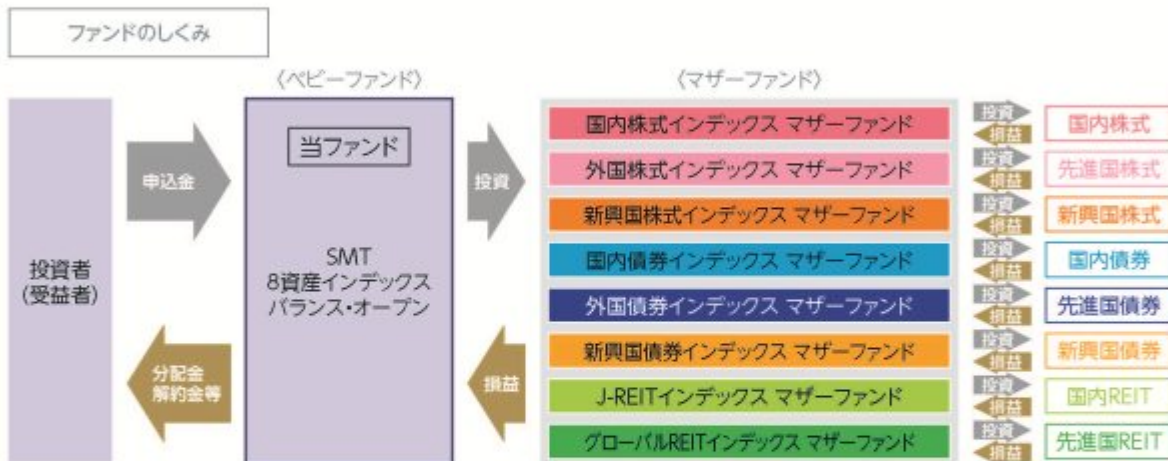 ファンドのしくみ
〈ベビーファンド〉
〈マザーファンド〉
投資者
(受益者)
申込金
分配金
解約金等
当ファンド
SMT
8資産インデックス
バランス・オープン
投資
損益
国内株式インデックス マザーファンド
投資
損益
国内株式
外国株式インデックス マザーファンド
投資
損益
先進国株式
新興国株式インデックス マザーファンド
投資
損益
新興国株式
国内債券インデックス マザーファンド
投資
損益
国内債券
外国債券インデックス マザーファンド
投資
損益
先進国債券
新興国債券インデックス マザーファンド
投資
損益
新興国債券
J-REITインデックス マザーファンド
投資
損益
国内REIT
グローバルREITインデックス マザーファンド
投資
損益
先進国REIT